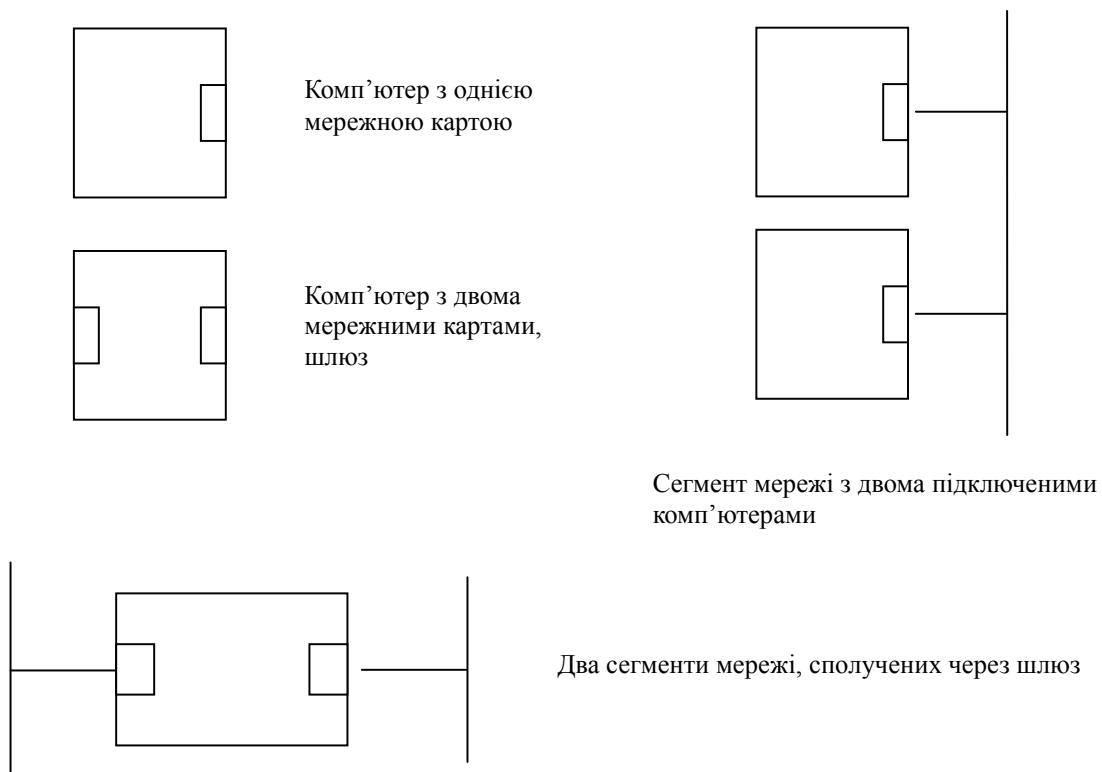 Комп’ютер з однією
мережною картою
Комп’ютер з двома
мережними картами,
шлюз
Сегмент мережі з двома підключеними
комп’ютерами
Два сегменти мережі, сполучених через шлюз